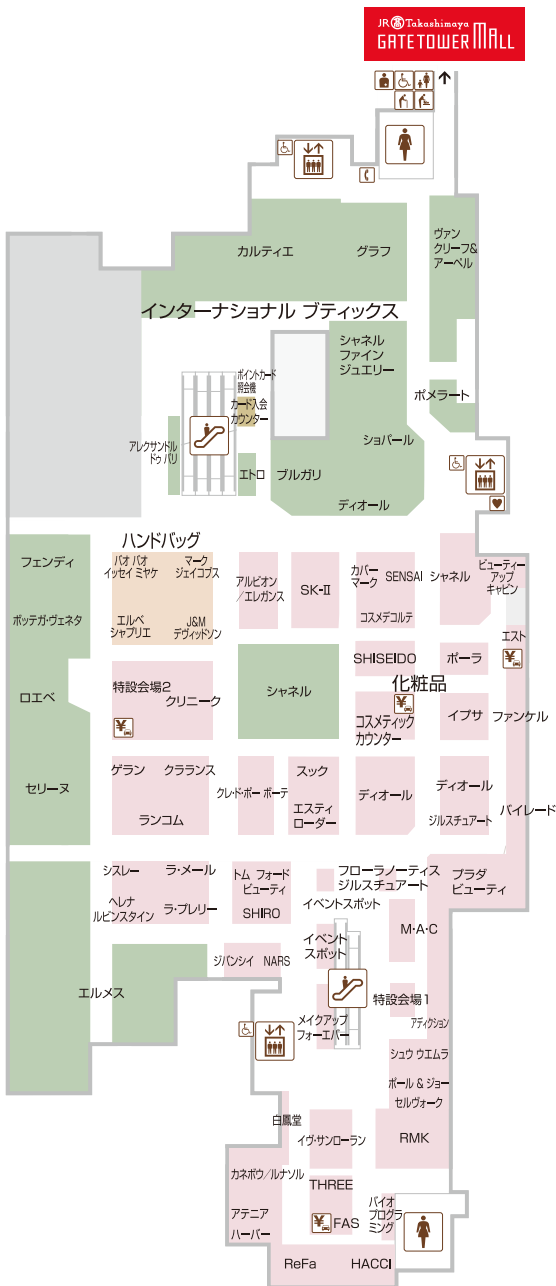 JR 髙 Takashimaya
GATETOWER MALL
カルティエ
グラフ
ヴァン
クリーフ&
アーペル
インターナショナル ブティックス
シャネル
ファイン
ジュエリー
ポイントカード
照会機
カード入会
カウンター
ポメラート
アレクサンドル
ドゥ パリ
エトロ
ブルガリ
ショパール
ディオール
ハンドバッグ
フェンディ
バオ バオ
イッセイ ミヤケ
マーク
ジェイコブス
アルビオン
/エレガンス
SK-II
カバー
マーク
SENSAI
シャネル
ビューティー
アップ
キャビン
ボッテガ・ヴェネタ
エルベ
シャプリエ
J&M
デヴィッドソン
コスメデコルテ
エスト
SHISEIDO
ポーラ
ロエベ
特設会場2
クリニーク
シャネル
化粧品
コスメティック
カウンター
イプサ
ファンケル
セリーヌ
ゲラン
クラランス
ランコム
クレ・ド・ポー ボーテ
スック
エスティ
ローダー
ディオール
ディオール
ジルスチュアート
バイレード
シスレー
ラ・メール
ヘレナ
ルビンスタイン
ラ・プレリー
トム フォード
ビューティ
SHIRO
フローラノーティス
ジルスチュアート
イベントスポット
プラダ
ビューティ
M・A・C
イベント
スポット
ジバンシイ
NARS
エルメス
特設会場1
メイクアップ
フォーエバー
アディクション
シュウ ウエムラ
ポール & ジョー
セルヴォーク
白鳳堂
イヴ・サンローラン
RMK
カネボウ/ルナソル
THREE
アテニア
ハーバー
FAS
バイオ
プログラ
ミング
ReFa
HACCI